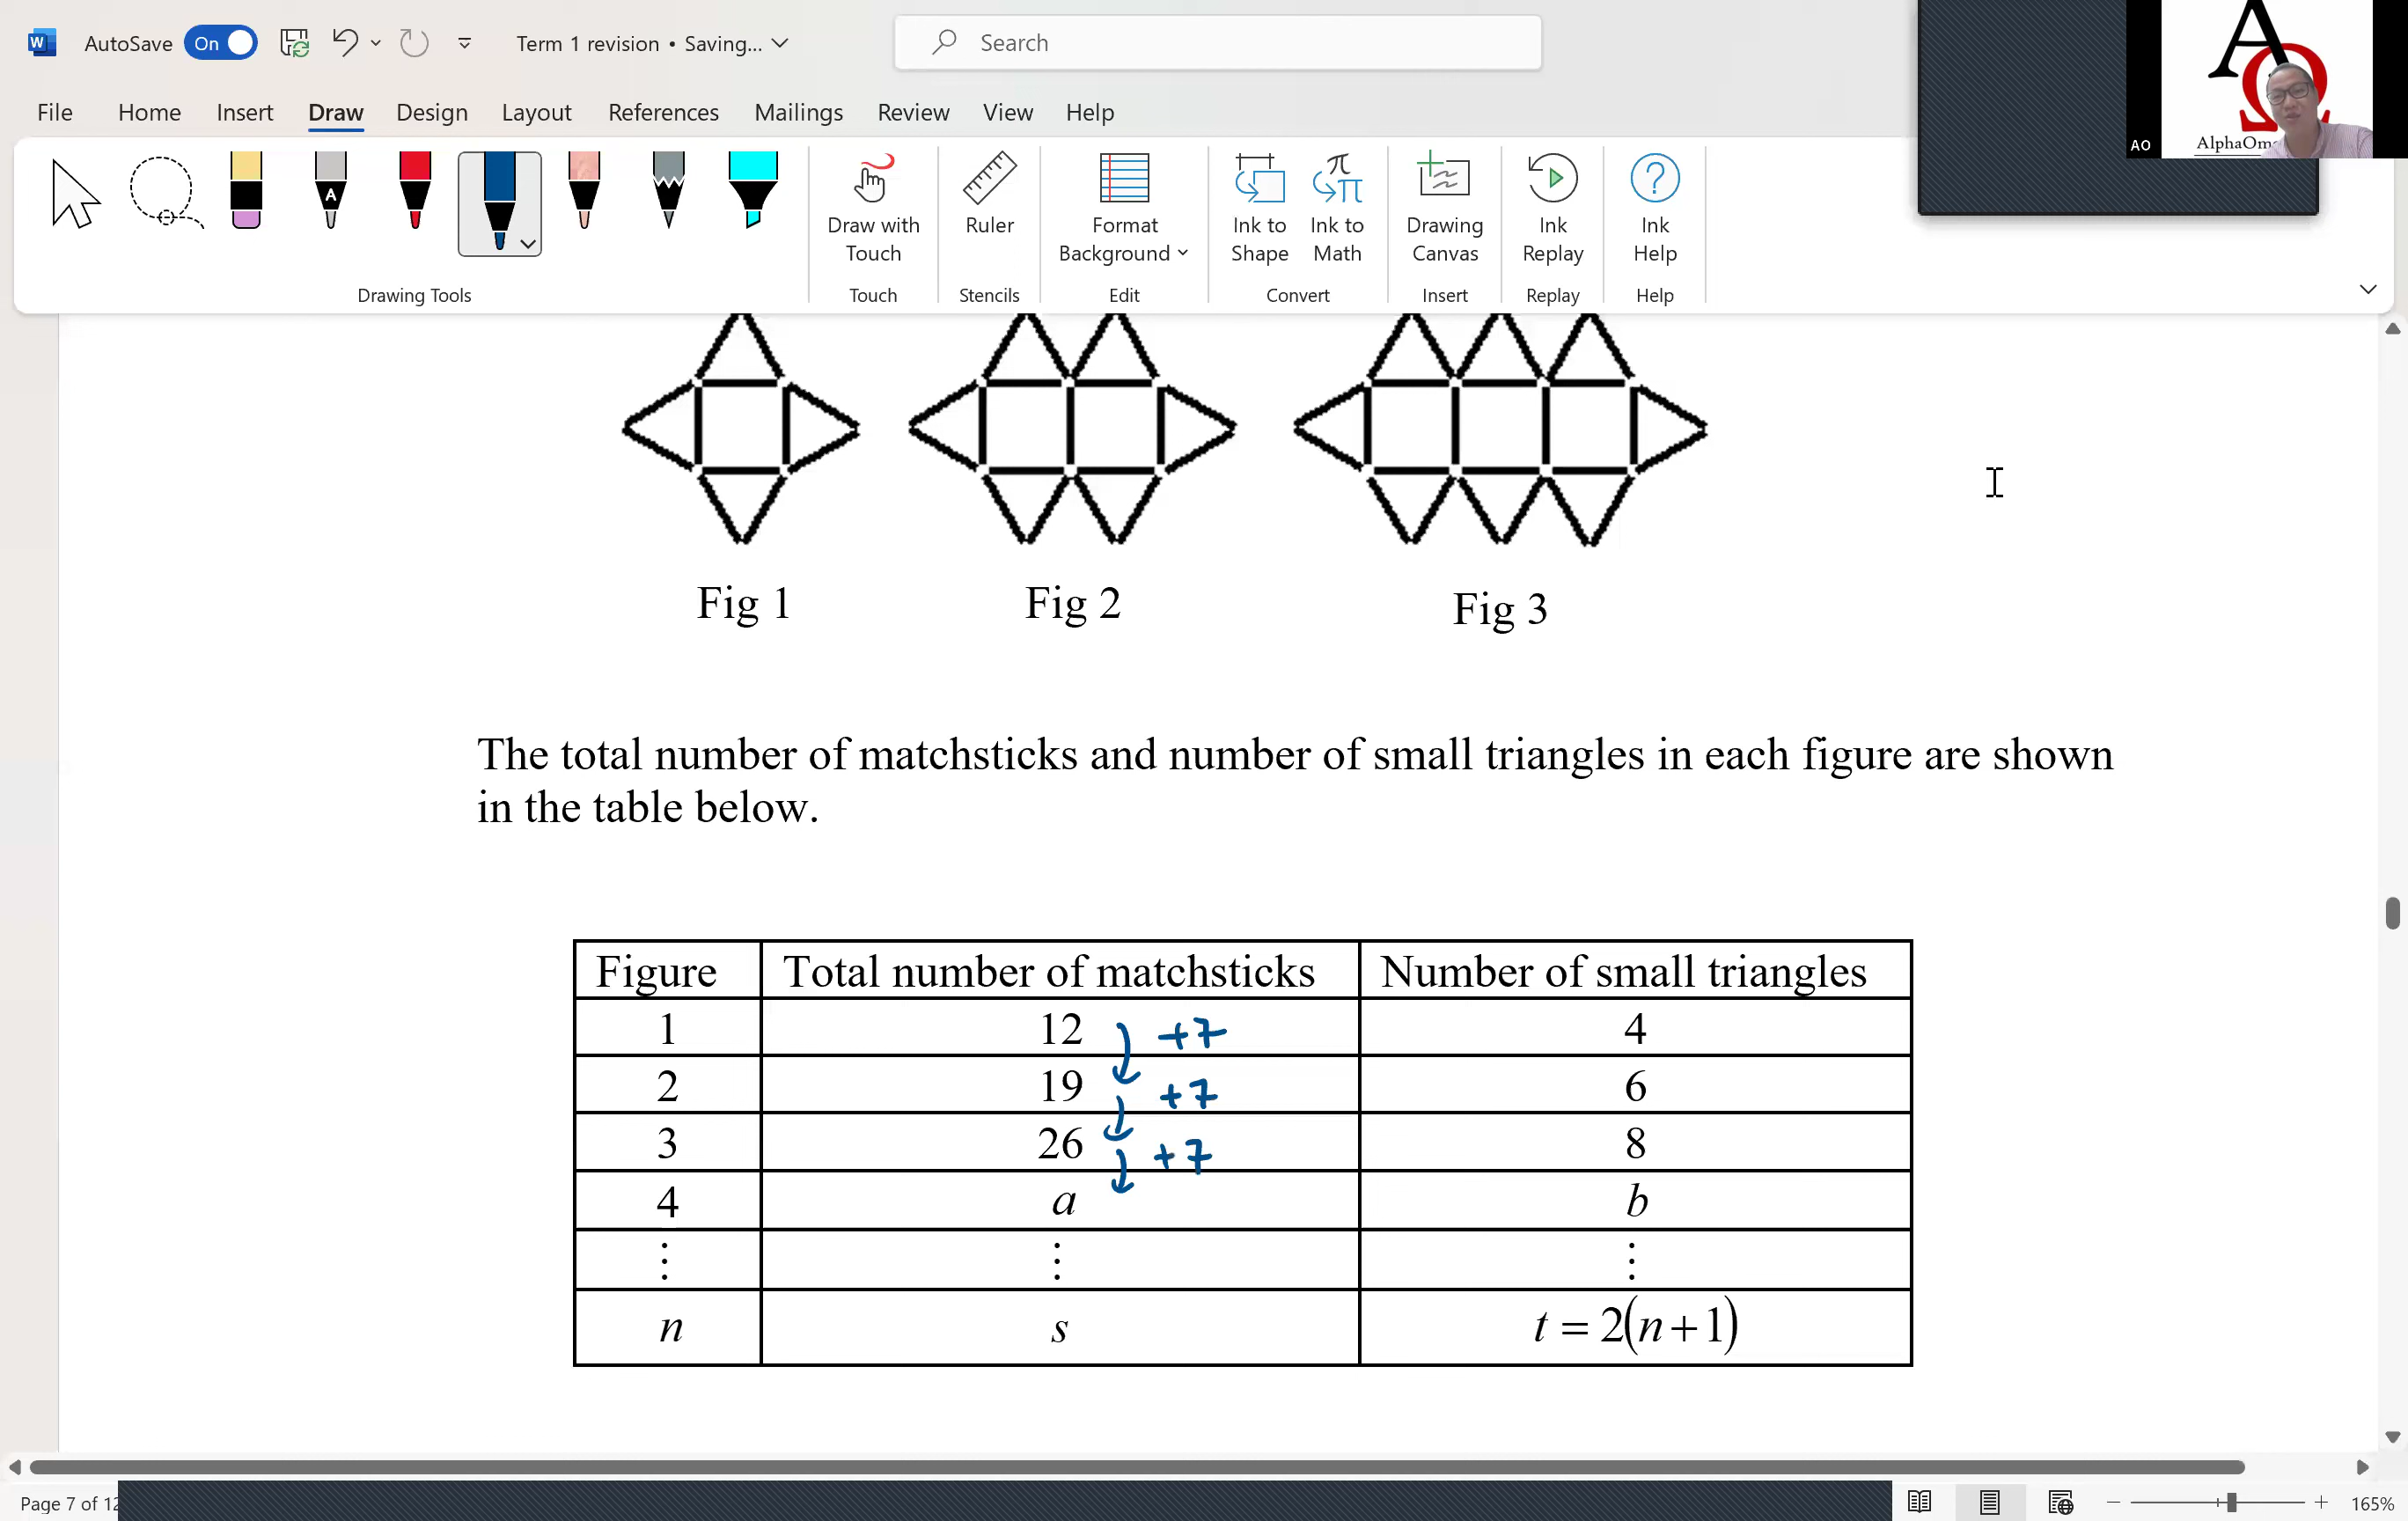 AutoSave On Term 1 revision • Saving... Search
File Home Insert Draw Design Layout References Mailings Review View Help
A
Draw with Touch
Ruler
Format Background
Ink to Shape
Ink to Math
Drawing Canvas
Ink Replay
Ink Help
Drawing Tools Touch Stencils Edit Convert Insert Replay Help
AΩ
AO
Fig 1 Fig 2 Fig 3
The total number of matchsticks and number of small triangles in each figure are shown
in the table below.
Figure Total number of matchsticks Number of small triangles
1 12 +7 4
2 19 +7 6
3 26 +7 8
4 a b
⋮ ⋮ ⋮
n s t = 2(n+1)
Page 7 of 12 165%